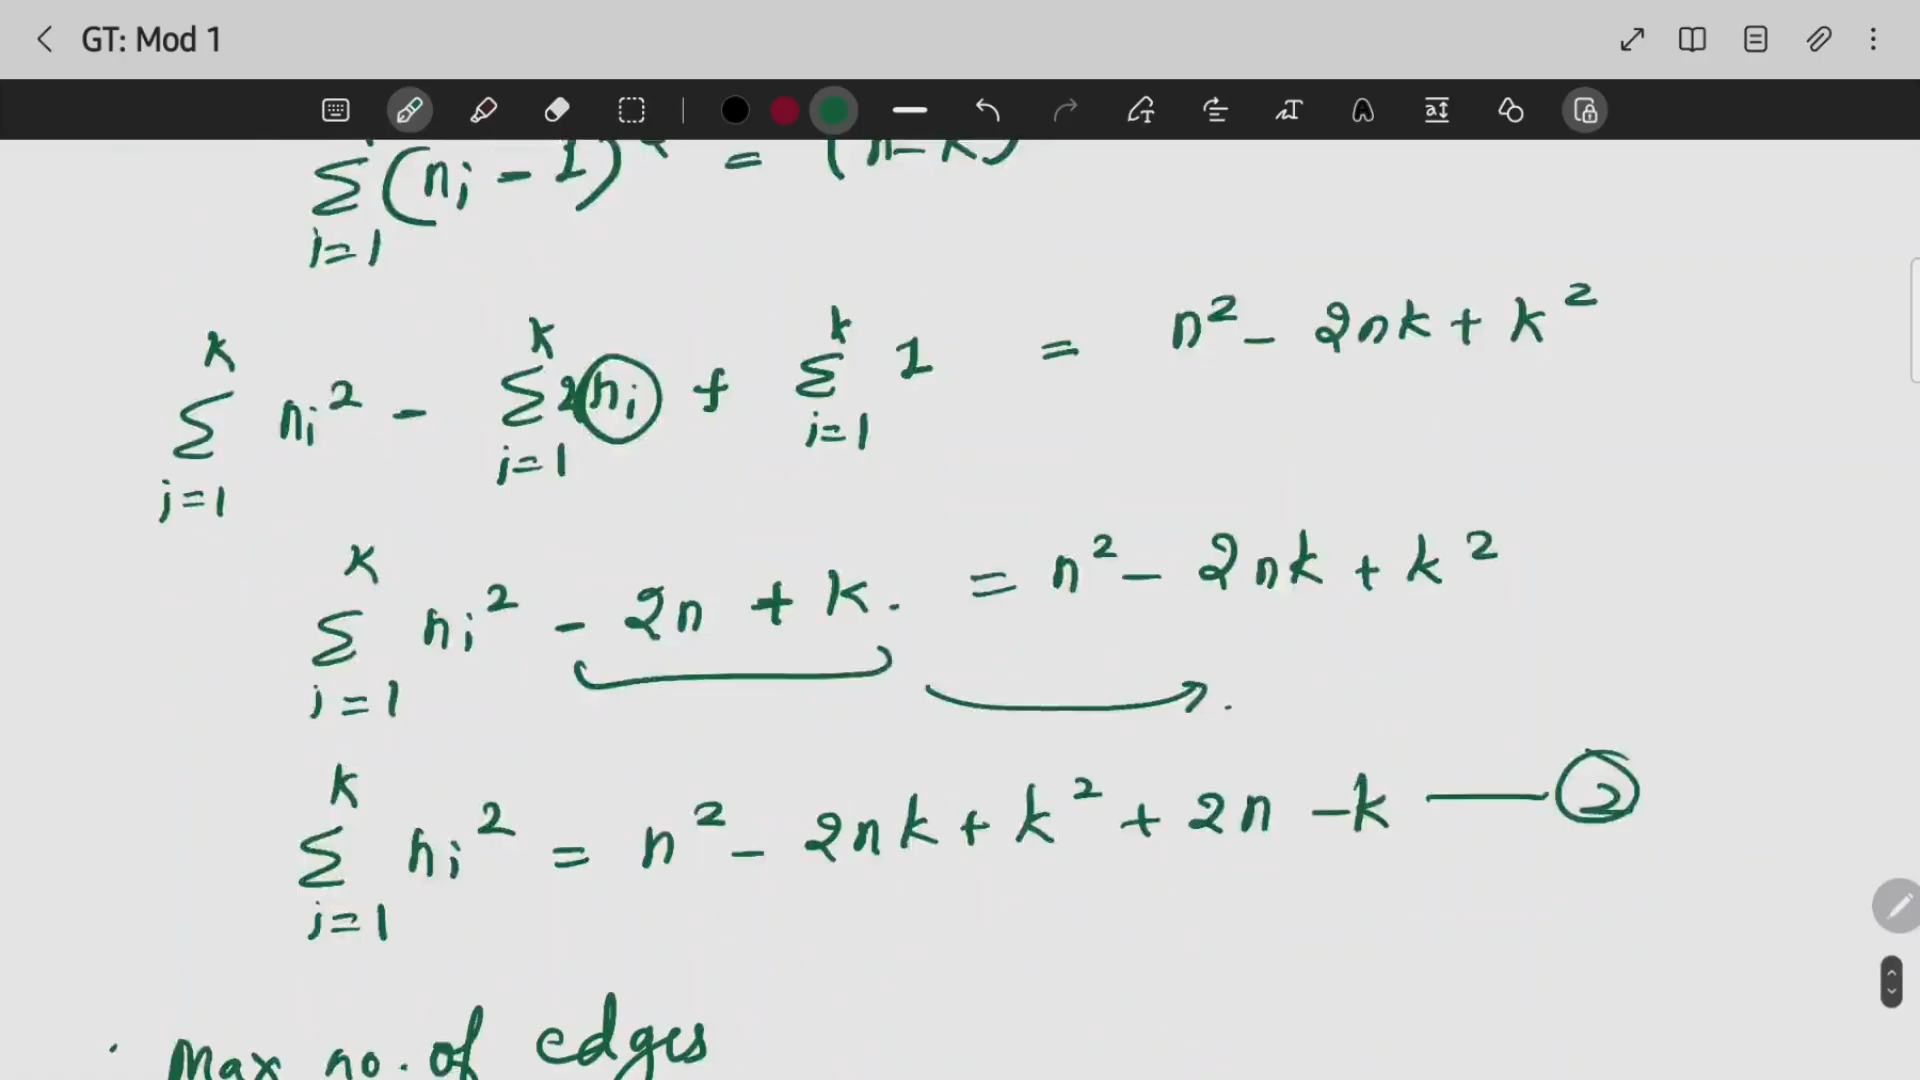 GT: Mod 1
Σ (nᵢ - 1)² = (n - k)
i=1
k k k
Σ nᵢ² - Σ 2nᵢ + Σ 1 = n² - 2nk + k²
i=1 i=1 i=1
k
Σ nᵢ² - 2n + k. = n² - 2nk + k²
i=1
k
Σ nᵢ² = n² - 2nk + k² + 2n - k — ②
i=1
Max no. of edges